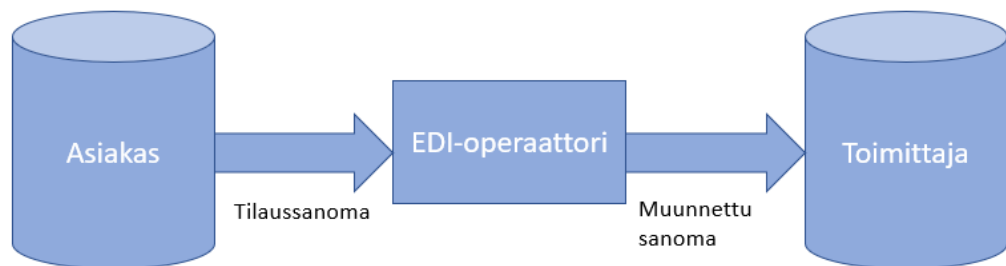 Asiakas
EDI-operaattori
Toimittaja
Tilaussanoma
Muunnettu
sanoma